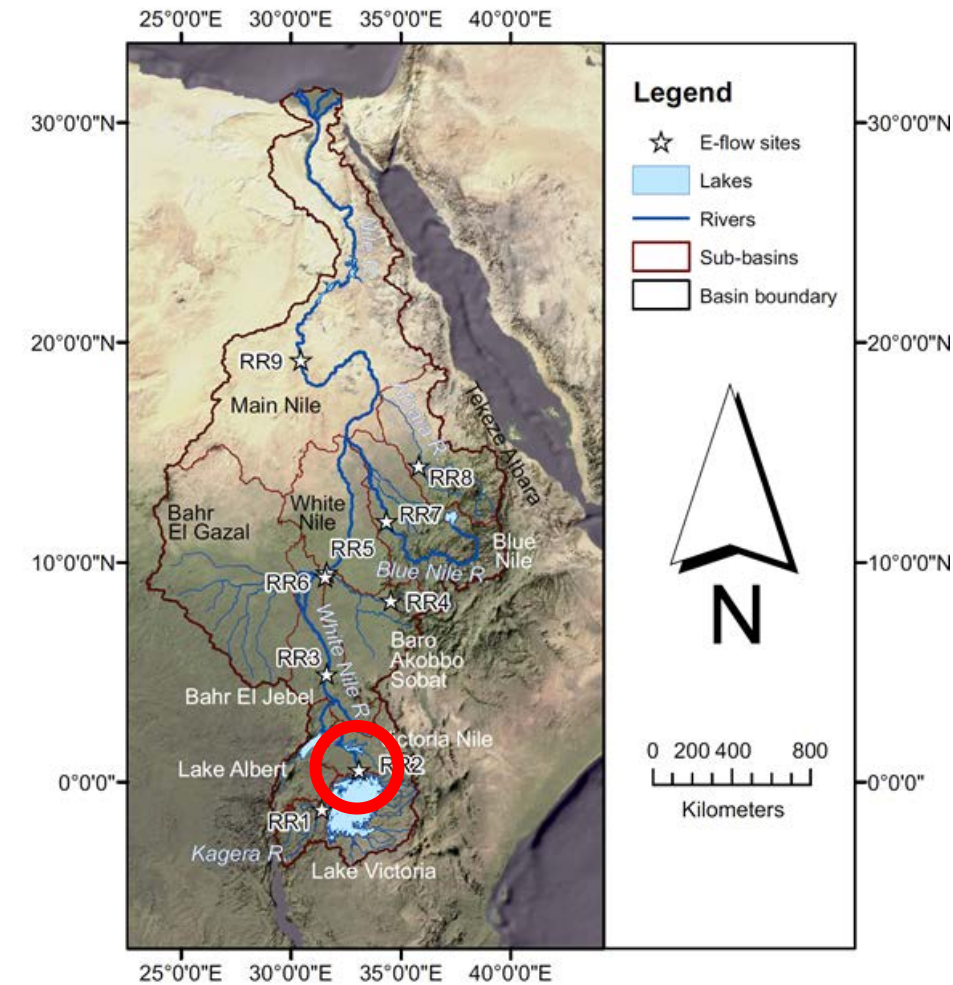 25°0'0"E 30°0'0"E 35°0'0"E 40°0'0"E
30°0'0"N
20°0'0"N
10°0'0"N
0°0'0"
Nile R
RR9
Main Nile
Tekeze Albara
RR8
White
Nile
RR7
Bahr
El Gazal
RR5
Blue
Nile
Blue Nile R
RR6
RR4
White Nile R
Baro
Akobbo
Sobat
RR3
Bahr El Jebel
ictoria Nile
RR2
Lake Albert
RR1
Kagera R
Lake Victoria
25°0'0"E 30°0'0"E 35°0'0"E 40°0'0"E
Legend
E-flow sites
Lakes
Rivers
Sub-basins
Basin boundary
30°0'0"N
20°0'0"N
10°0'0"N
0°0'0"
N
0 200 400 800
Kilometers